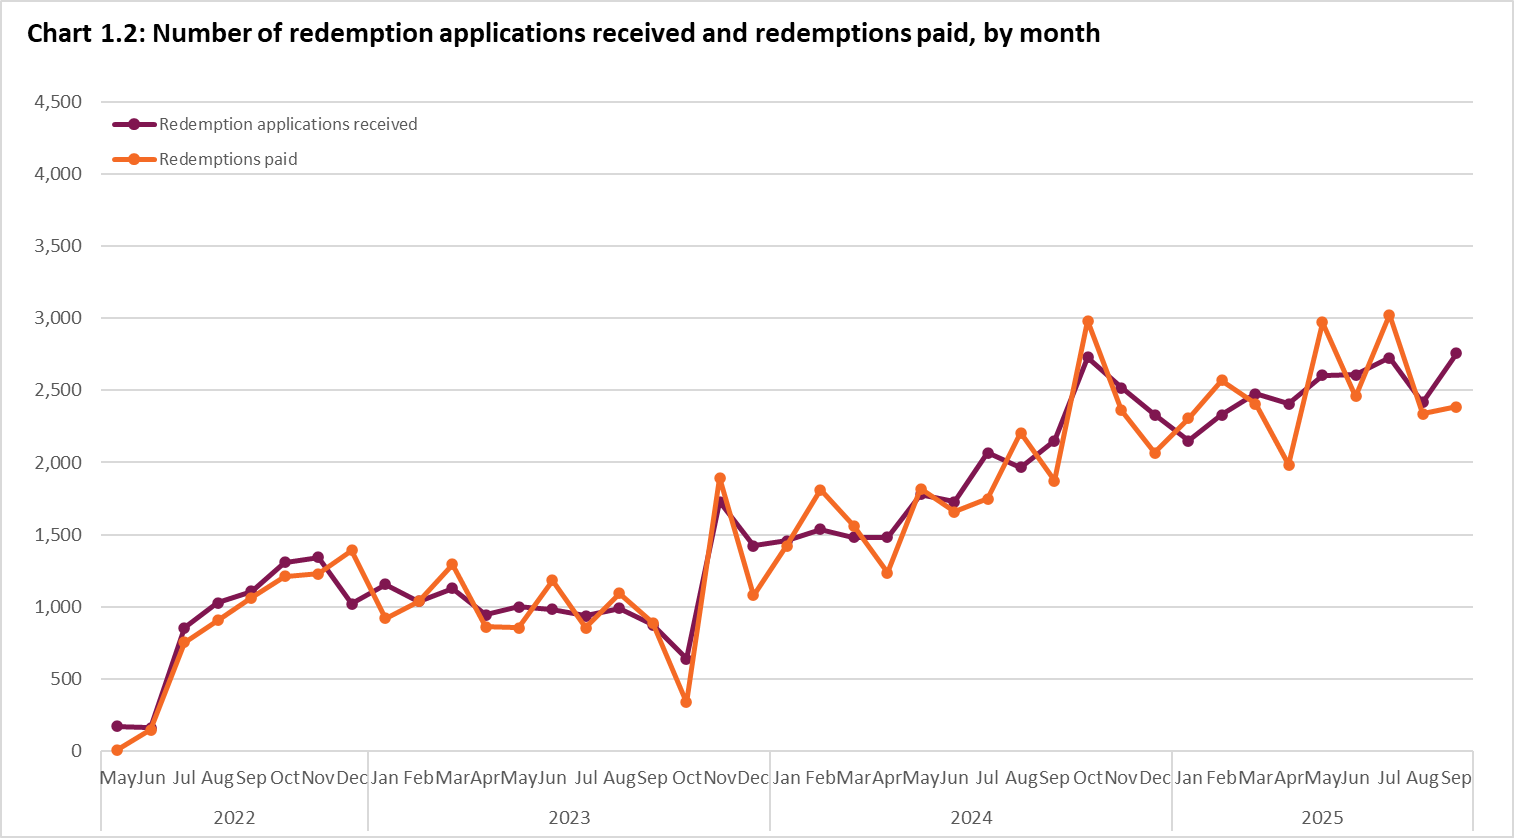 Chart 1.2: Number of redemption applications received and redemptions paid, by month
4,500
Redemption applications received
Redemptions paid
4,000
3,500
3,000
2,500
2,000
1,500
1,000
500
0
May Jun Jul Aug Sep Oct Nov Dec Jan Feb Mar Apr May Jun Jul Aug Sep Oct Nov Dec Jan Feb Mar Apr May Jun Jul Aug Sep Oct Nov Dec Jan Feb Mar Apr May Jun Jul Aug Sep
2022 2023 2024 2025